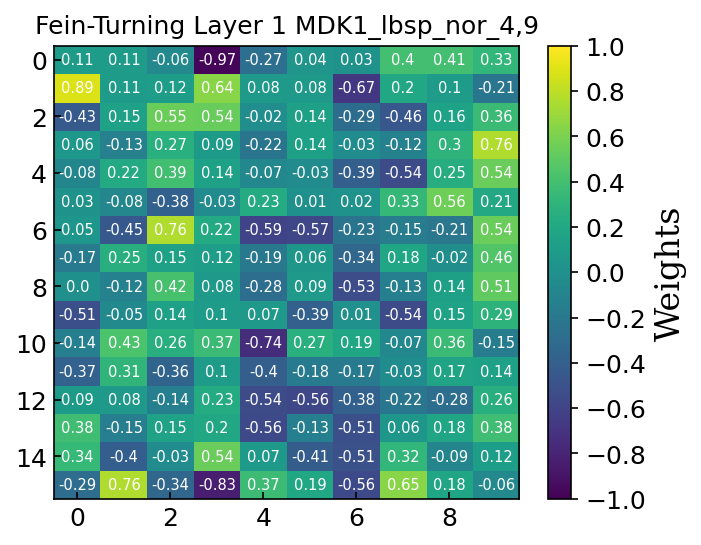 Fein-Turning Layer 1 MDK1_lbsp_nor_4,9
0 0.11 0.11 -0.06 -0.97 -0.27 0.04 0.03 0.4 0.41 0.33
0.89 0.11 0.12 0.64 0.08 0.08 -0.67 0.2 0.1 -0.21
2 -0.43 0.15 0.55 0.54 -0.02 0.14 -0.29 -0.46 0.16 0.36
0.06 -0.13 0.27 0.09 -0.22 0.14 -0.03 -0.12 0.3 0.76
4 -0.08 0.22 0.39 0.14 -0.07 -0.03 -0.39 -0.54 0.25 0.54
0.03 -0.08 -0.38 -0.03 0.23 0.01 0.02 0.33 0.56 0.21
6 0.05 -0.45 0.76 0.22 -0.59 -0.57 -0.23 -0.15 -0.21 0.54
-0.17 0.25 0.15 0.12 -0.19 0.06 -0.34 0.18 -0.02 0.46
8 0.0 -0.12 0.42 0.08 -0.28 0.09 -0.53 -0.13 0.14 0.51
-0.51 -0.05 0.14 0.1 0.07 -0.39 0.01 -0.54 0.15 0.29
10 -0.14 0.43 0.26 0.37 -0.74 0.27 0.19 -0.07 0.36 -0.15
-0.37 0.31 -0.36 0.1 -0.4 -0.18 -0.17 -0.03 0.17 0.14
12 0.09 0.08 -0.14 0.23 -0.54 -0.56 -0.38 -0.22 -0.28 0.26
0.38 -0.15 0.15 0.2 -0.56 -0.13 -0.51 0.06 0.18 0.38
14 0.34 -0.4 -0.03 0.54 0.07 -0.41 -0.51 0.32 -0.09 0.12
-0.29 0.76 -0.34 -0.83 0.37 0.19 -0.56 0.65 0.18 -0.06
0 2 4 6 8
1.0
0.8
0.6
0.4
0.2
0.0
−0.2
−0.4
−0.6
−0.8
−1.0
Weights